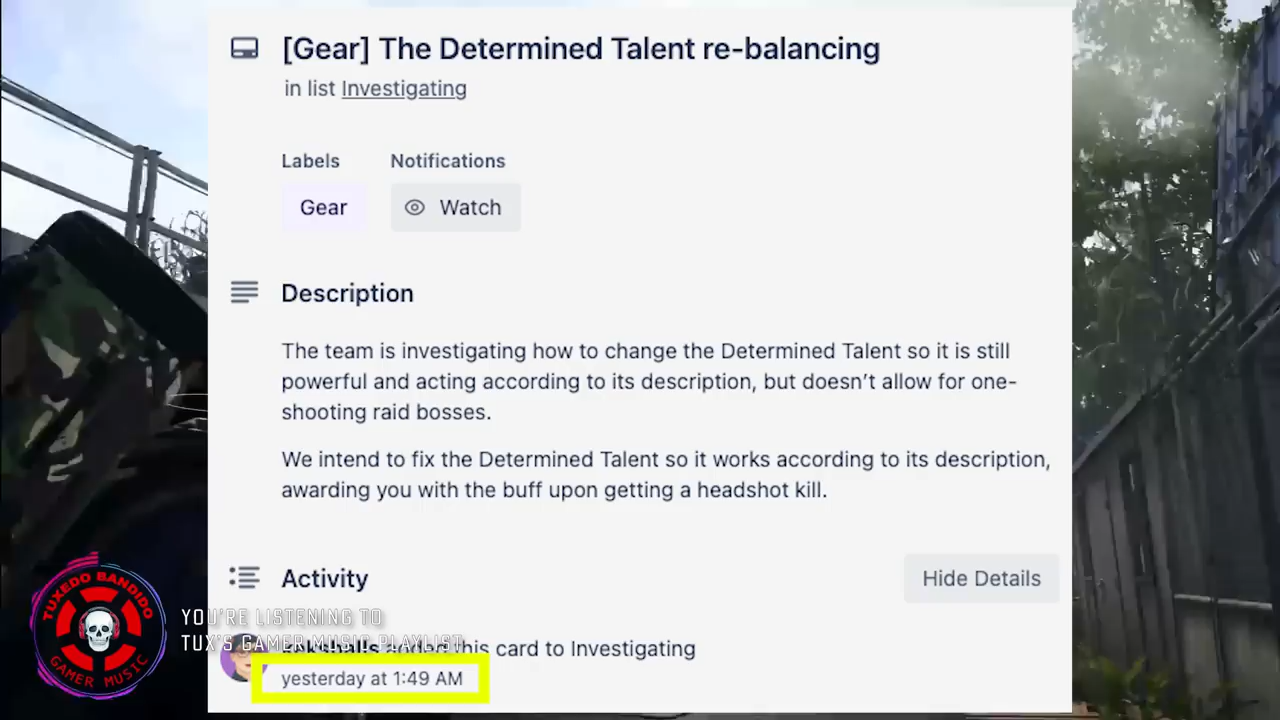 [Gear] The Determined Talent re-balancing
in list Investigating
Labels
Notifications
Gear
Watch
Description
The team is investigating how to change the Determined Talent so it is still
powerful and acting according to its description, but doesn't allow for one-
shooting raid bosses.
We intend to fix the Determined Talent so it works according to its description,
awarding you with the buff upon getting a headshot kill.
Activity
Hide Details
added this card to Investigating
yesterday at 1:49 AM
TUXEDO BANDIDO
GAMER MUSIC
YOU'RE LISTENING TO
TUX'S GAMER MUSIC PLAYLIST